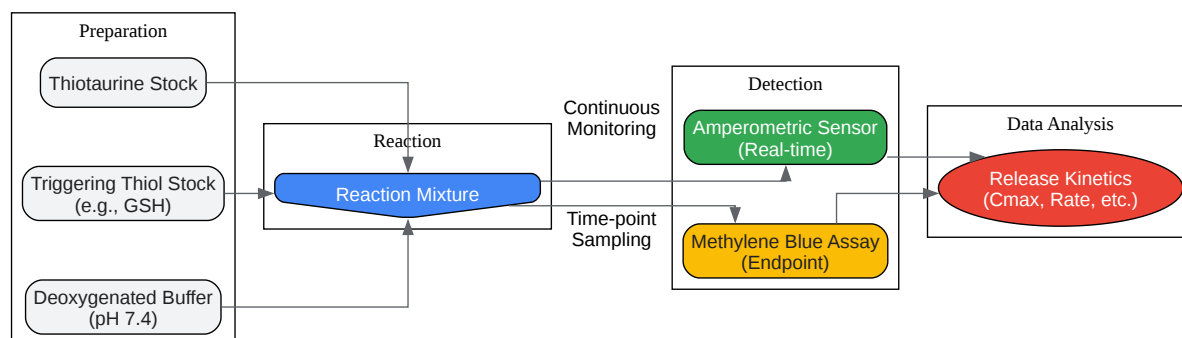 Preparation
Thiotaurine Stock
Triggering Thiol Stock
(e.g., GSH)
Deoxygenated Buffer
(pH 7.4)
Reaction
Reaction Mixture
Continuous
Monitoring
Time-point
Sampling
Detection
Amperometric Sensor
(Real-time)
Methylene Blue Assay
(Endpoint)
Data Analysis
Release Kinetics
(Cmax, Rate, etc.)